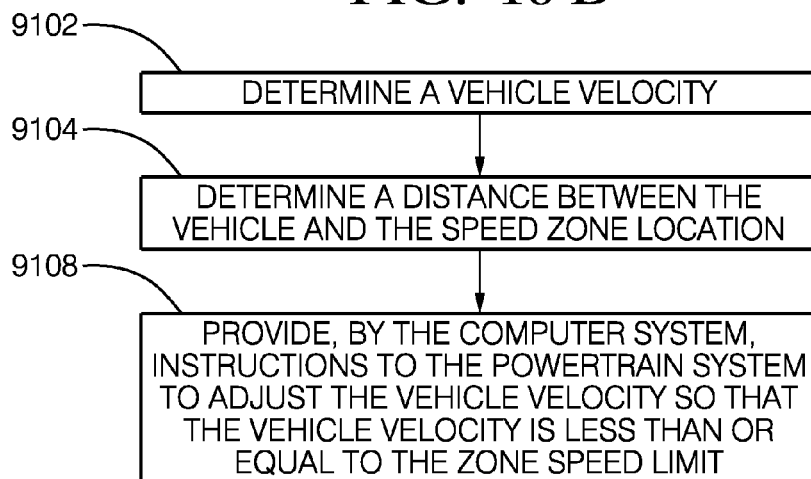 FIG. 10 B
9102
DETERMINE A VEHICLE VELOCITY
9104
DETERMINE A DISTANCE BETWEEN THE
VEHICLE AND THE SPEED ZONE LOCATION
9108
PROVIDE, BY THE COMPUTER SYSTEM,
INSTRUCTIONS TO THE POWERTRAIN SYSTEM
TO ADJUST THE VEHICLE VELOCITY SO THAT
THE VEHICLE VELOCITY IS LESS THAN OR
EQUAL TO THE ZONE SPEED LIMIT